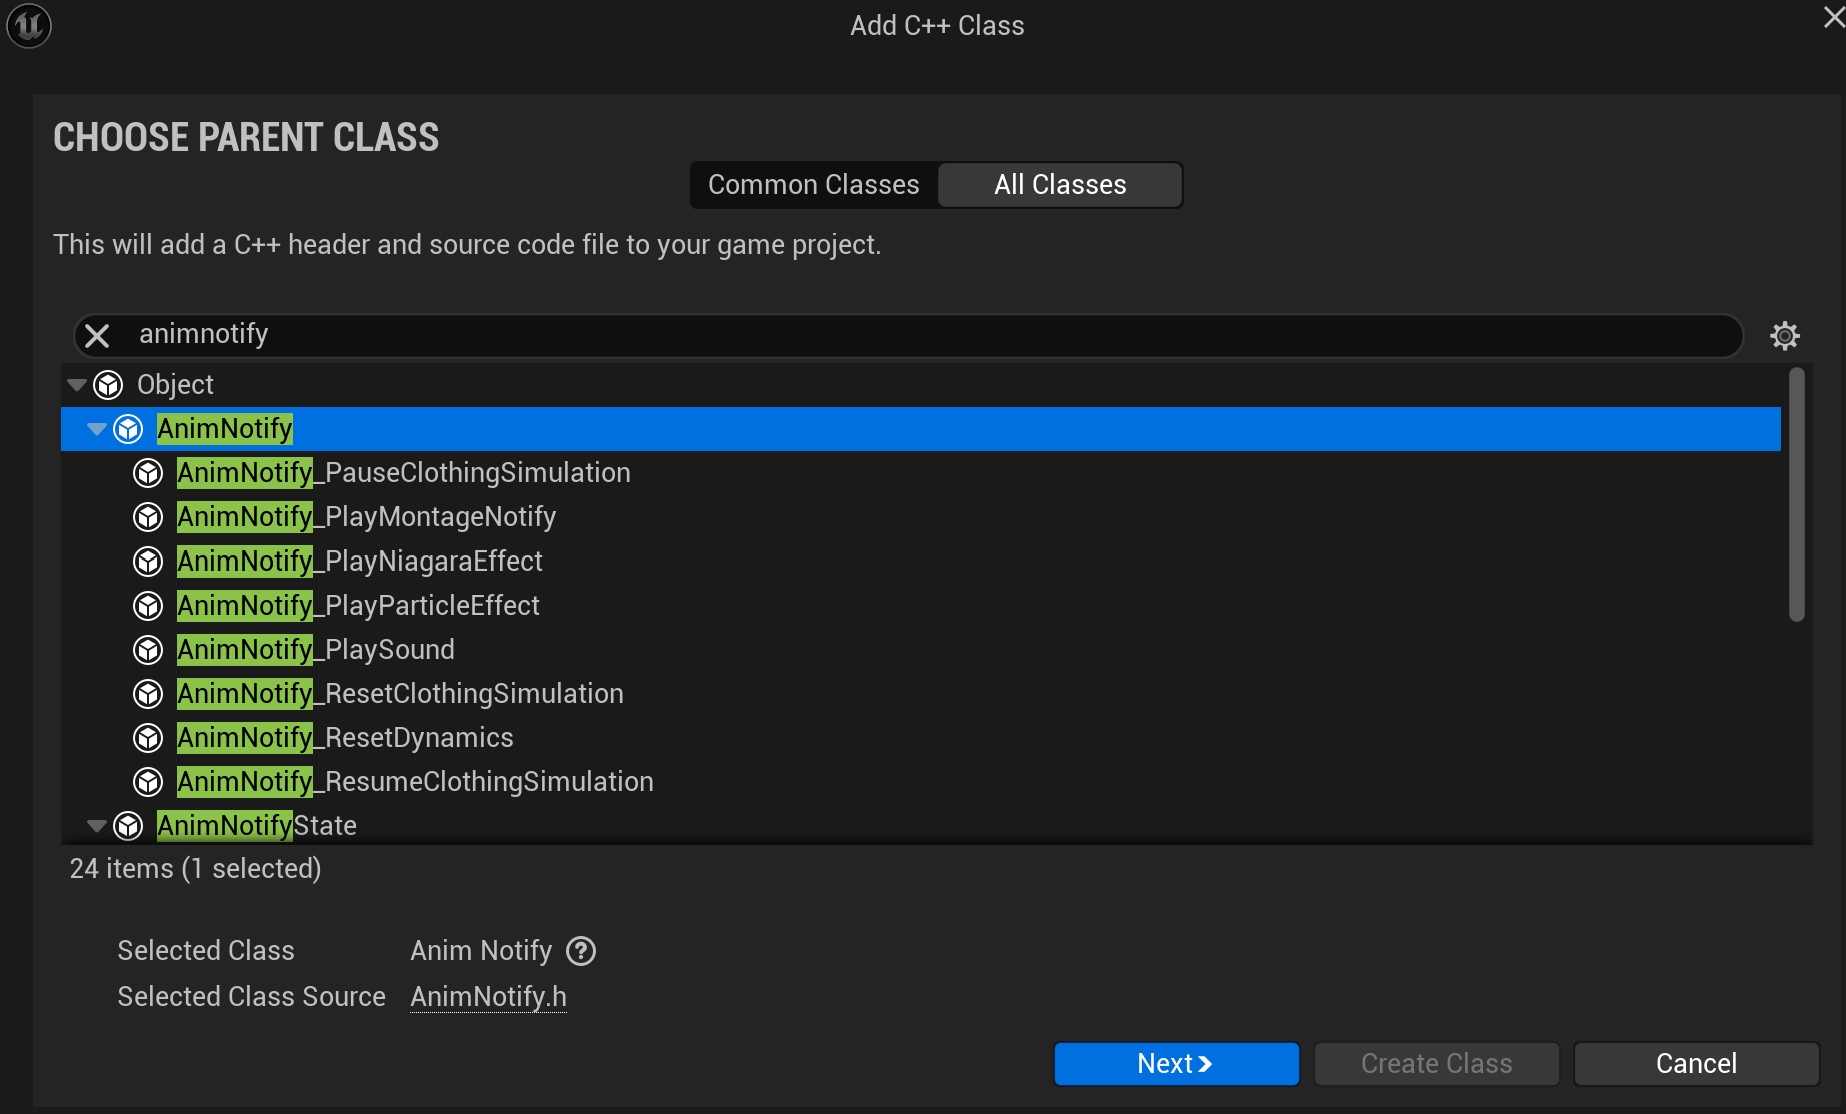 Add C++ Class
CHOOSE PARENT CLASS
Common Classes All Classes
This will add a C++ header and source code file to your game project.
animnotify
Object
AnimNotify
AnimNotify_PauseClothingSimulation
AnimNotify_PlayMontageNotify
AnimNotify_PlayNiagaraEffect
AnimNotify_PlayParticleEffect
AnimNotify_PlaySound
AnimNotify_ResetClothingSimulation
AnimNotify_ResetDynamics
AnimNotify_ResumeClothingSimulation
AnimNotifyState
24 items (1 selected)
Selected Class Anim Notify ?
Selected Class Source AnimNotify.h
Next Create Class Cancel